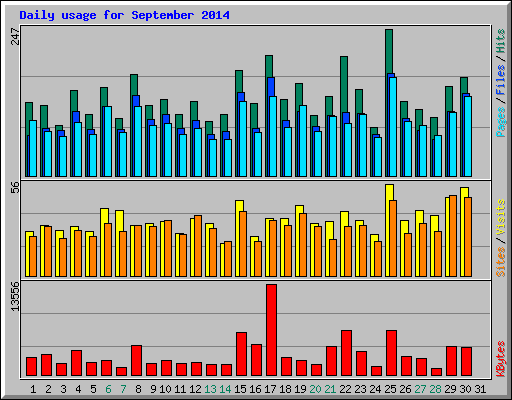 Daily usage for September 2014
247
Pages / Files / Hits
56
Sites / Visits
13556
KBytes
1 2 3 4 5 6 7 8 9 10 11 12 13 14 15 16 17 18 19 20 21 22 23 24 25 26 27 28 29 30 31